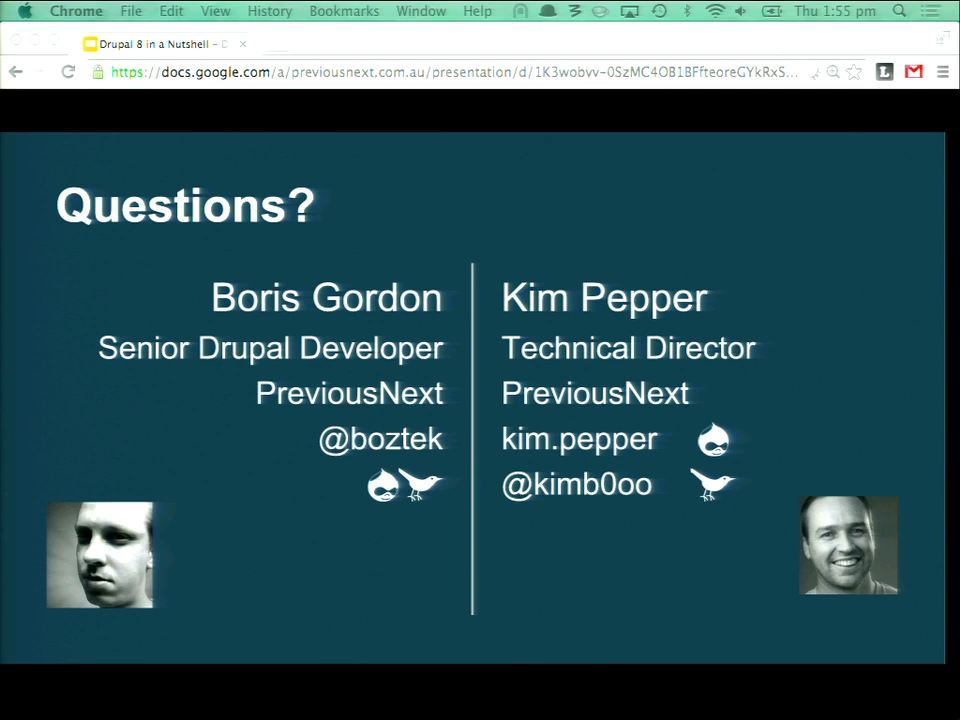 Chrome File Edit View History Bookmarks Window Help Thu 1:55 pm
Drupal 8 in a Nutshell – D
https://docs.google.com/a/previousnext.com.au/presentation/d/1K3wobvv-0SzMC4OB1BFfteoreGYkRxS...
Questions?
Boris Gordon
Senior Drupal Developer
PreviousNext
@boztek
Kim Pepper
Technical Director
PreviousNext
kim.pepper
@kimb0oo